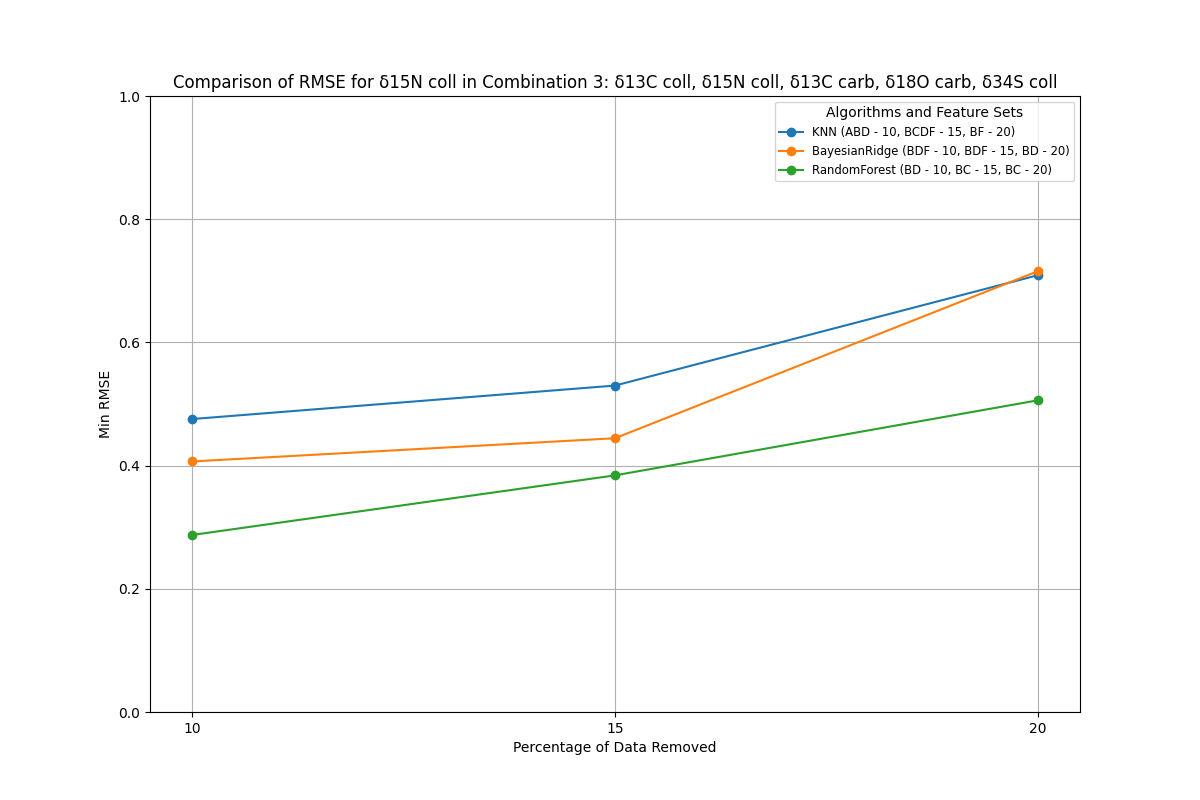 Comparison of RMSE for δ15N coll in Combination 3: δ13C coll, δ15N coll, δ13C carb, δ18O carb, δ34S coll
1.0
Algorithms and Feature Sets
KNN (ABD - 10, BCDF - 15, BF - 20)
BayesianRidge (BDF - 10, BDF - 15, BD - 20)
RandomForest (BD - 10, BC - 15, BC - 20)
0.8
0.6
Min RMSE
0.4
0.2
0.0
10 15 20
Percentage of Data Removed